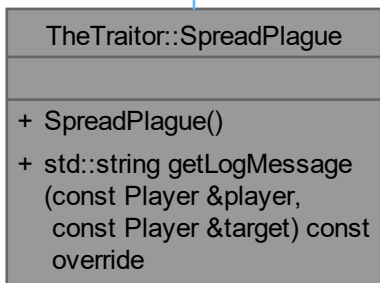 TheTraitor::SpreadPlague
+ SpreadPlague()
+ std::string getLogMessage
(const Player &player,
const Player &target) const
override